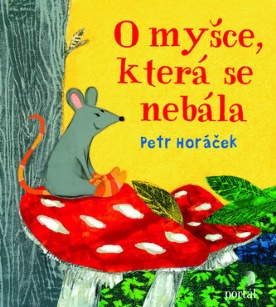 O myšce,
která se
nebála
Petr Horáček
portál